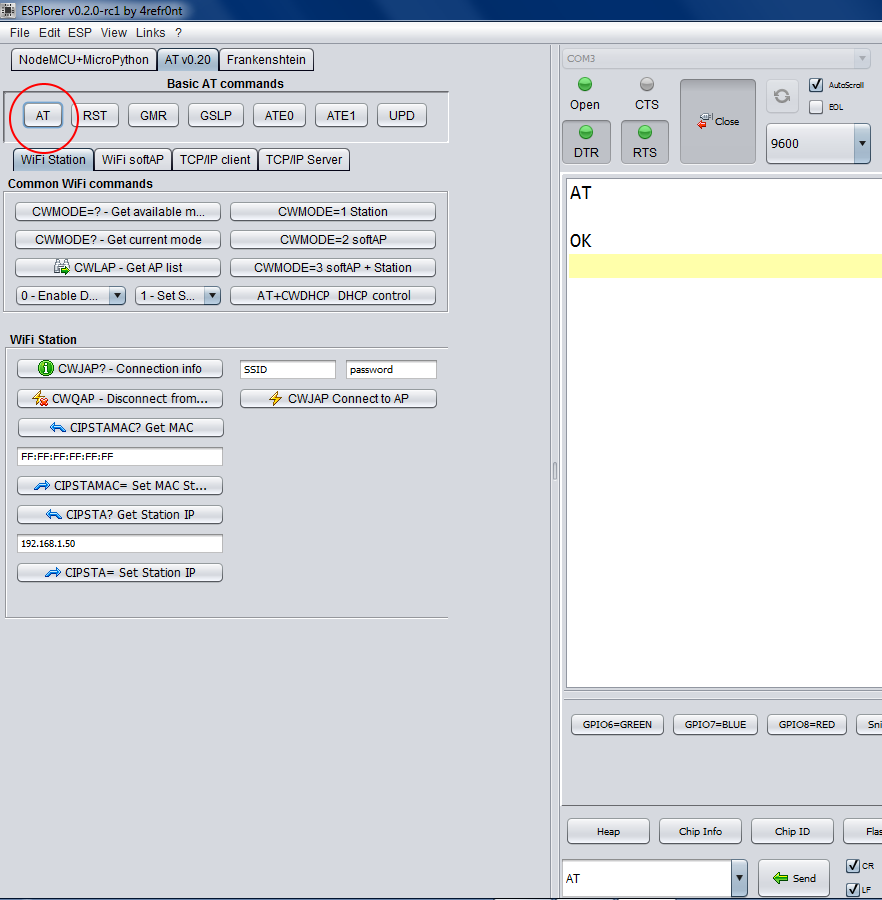 ESPlorer v0.2.0-rc1 by 4refr0nt
File Edit ESP View Links ?
NodeMCU+MicroPython AT v0.20 Frankenshtein
Basic AT commands
AT RST GMR GSLP ATE0 ATE1 UPD
WiFi Station WiFi softAP TCP/IP client TCP/IP Server
Common WiFi commands
CWMODE=? - Get available m... CWMODE=1 Station
CWMODE? - Get current mode CWMODE=2 softAP
CWLAP - Get AP list CWMODE=3 softAP + Station
0 - Enable D... 1 - Set S... AT+CWDHCP DHCP control
WiFi Station
CWJAP? - Connection info SSID password
CWQAP - Disconnect from... CWJAP Connect to AP
CIPSTAMAC? Get MAC
FF:FF:FF:FF:FF:FF
CIPSTAMAC= Set MAC St...
CIPSTA? Get Station IP
192.168.1.50
CIPSTA= Set Station IP
COM3
Open CTS Close AutoScroll
EOL
DTR RTS 9600
AT
OK
GPIO6=GREEN GPIO7=BLUE GPIO8=RED Sni
Heap Chip Info Chip ID Flas
AT Send CR
LF